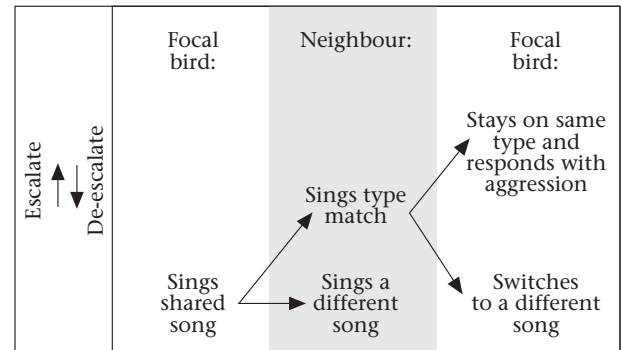 Escalate
De-escalate
Focal
bird:
Neighbour:
Focal
bird:
Sings
shared
song
Sings type
match
Sings a
different
song
Stays on same
type and
responds with
aggression
Switches
to a different
song